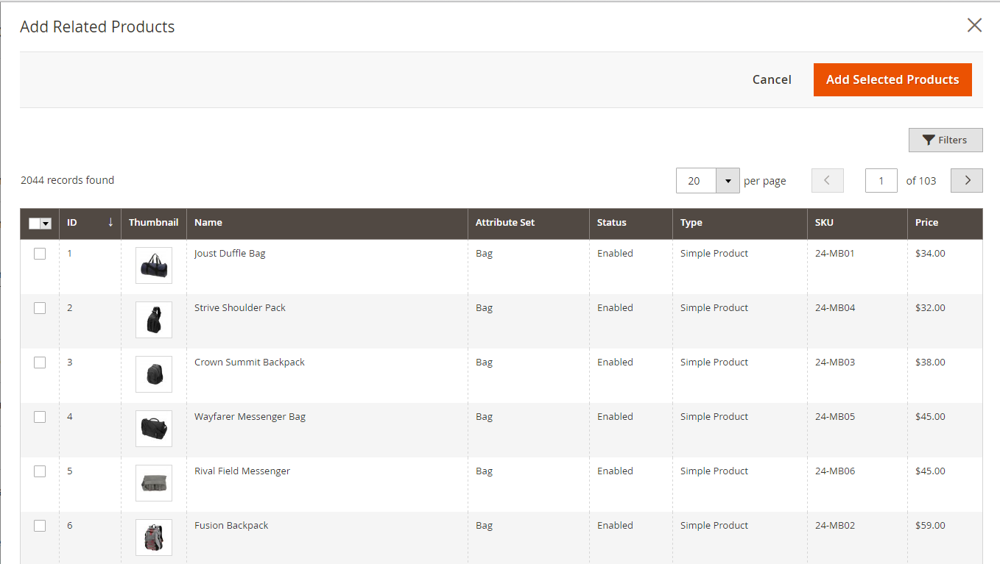 Add Related Products
Cancel Add Selected Products
Filters
2044 records found 20 per page 1 of 103
ID Thumbnail Name Attribute Set Status Type SKU Price
1 Joust Duffle Bag Bag Enabled Simple Product 24-MB01 $34.00
2 Strive Shoulder Pack Bag Enabled Simple Product 24-MB04 $32.00
3 Crown Summit Backpack Bag Enabled Simple Product 24-MB03 $38.00
4 Wayfarer Messenger Bag Bag Enabled Simple Product 24-MB05 $45.00
5 Rival Field Messenger Bag Enabled Simple Product 24-MB06 $45.00
6 Fusion Backpack Bag Enabled Simple Product 24-MB02 $59.00